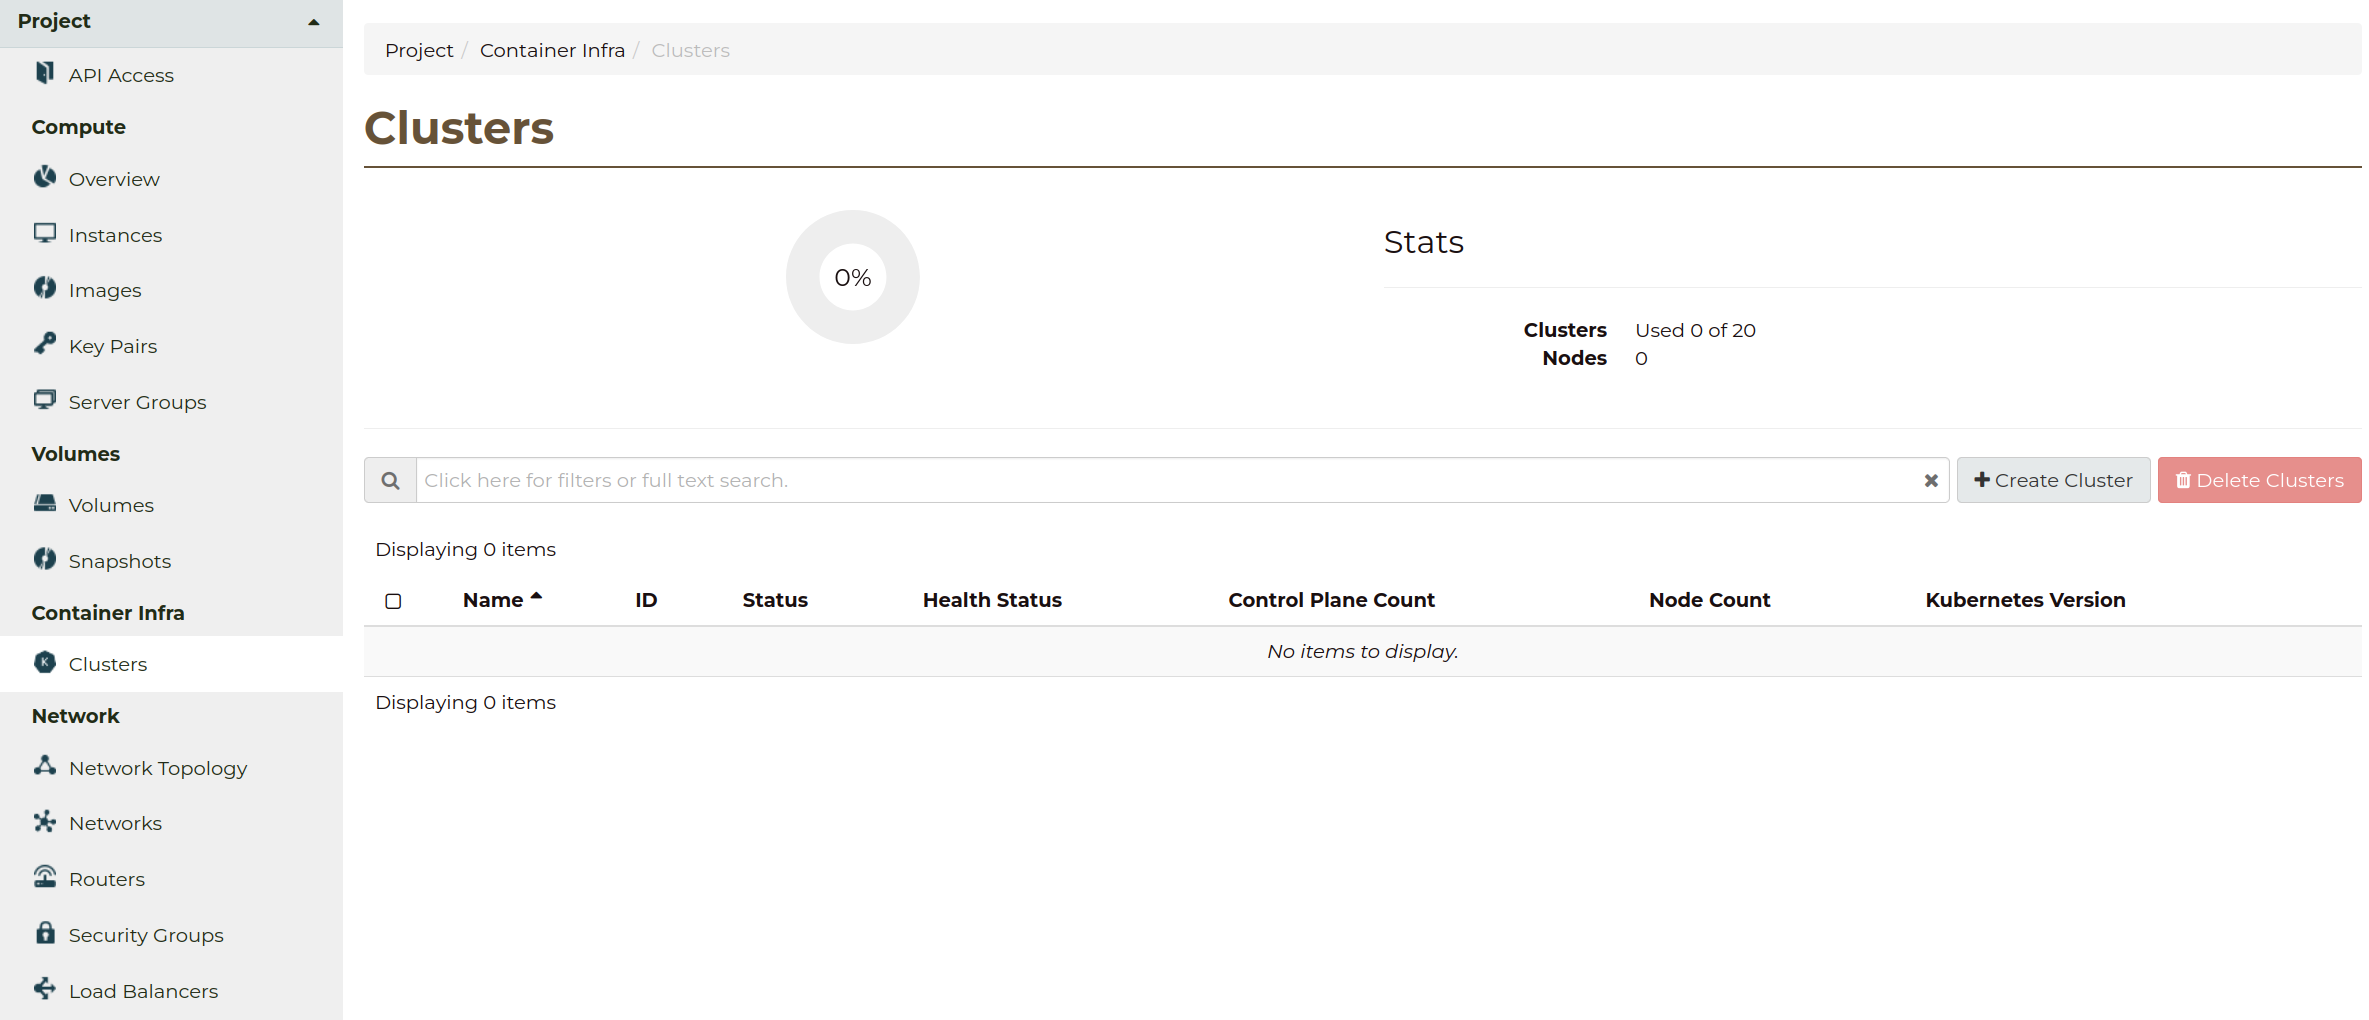 Project
API Access
Compute
Overview
Instances
Images
Key Pairs
Server Groups
Volumes
Volumes
Snapshots
Container Infra
Clusters
Network
Network Topology
Networks
Routers
Security Groups
Load Balancers
Project / Container Infra / Clusters
Clusters
0%
Stats
Clusters Used 0 of 20
Nodes 0
Click here for filters or full text search.
Create Cluster
Delete Clusters
Displaying 0 items
Name ID Status Health Status Control Plane Count Node Count Kubernetes Version
No items to display.
Displaying 0 items